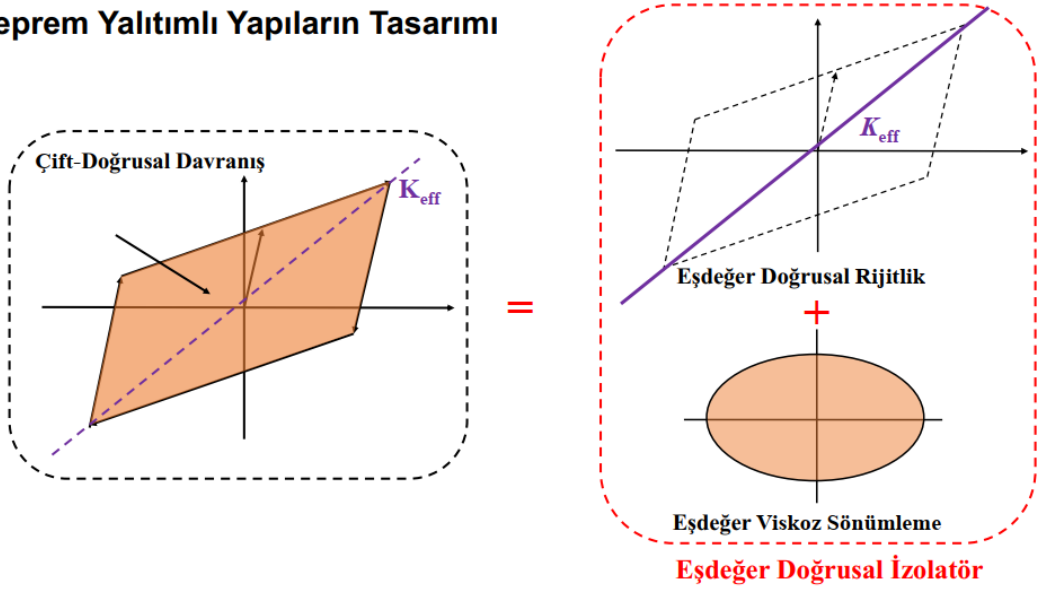 eprem Yalıtımlı Yapıların Tasarımı
Çift-Doğrusal Davranış
Keff
=
Keff
Eşdeğer Doğrusal Rijitlik
+
Eşdeğer Viskoz Sönümleme
Eşdeğer Doğrusal İzolatör